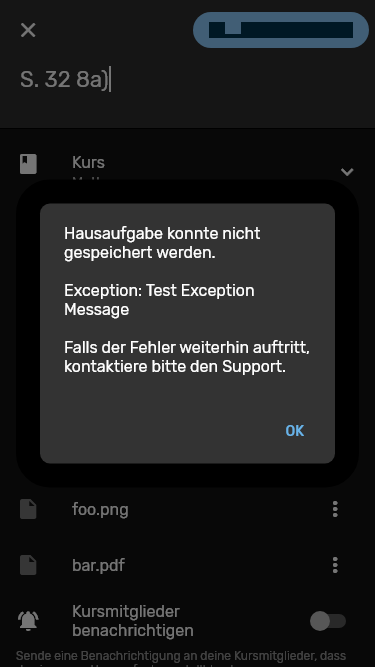 S. 32 8a)
Kurs
Hausaufgabe konnte nicht
gespeichert werden.
Exception: Test Exception
Message
Falls der Fehler weiterhin auftritt,
kontaktiere bitte den Support.
OK
foo.png
bar.pdf
Kursmitglieder
benachrichtigen
Sende eine Benachrichtigung an deine Kursmitglieder, dass